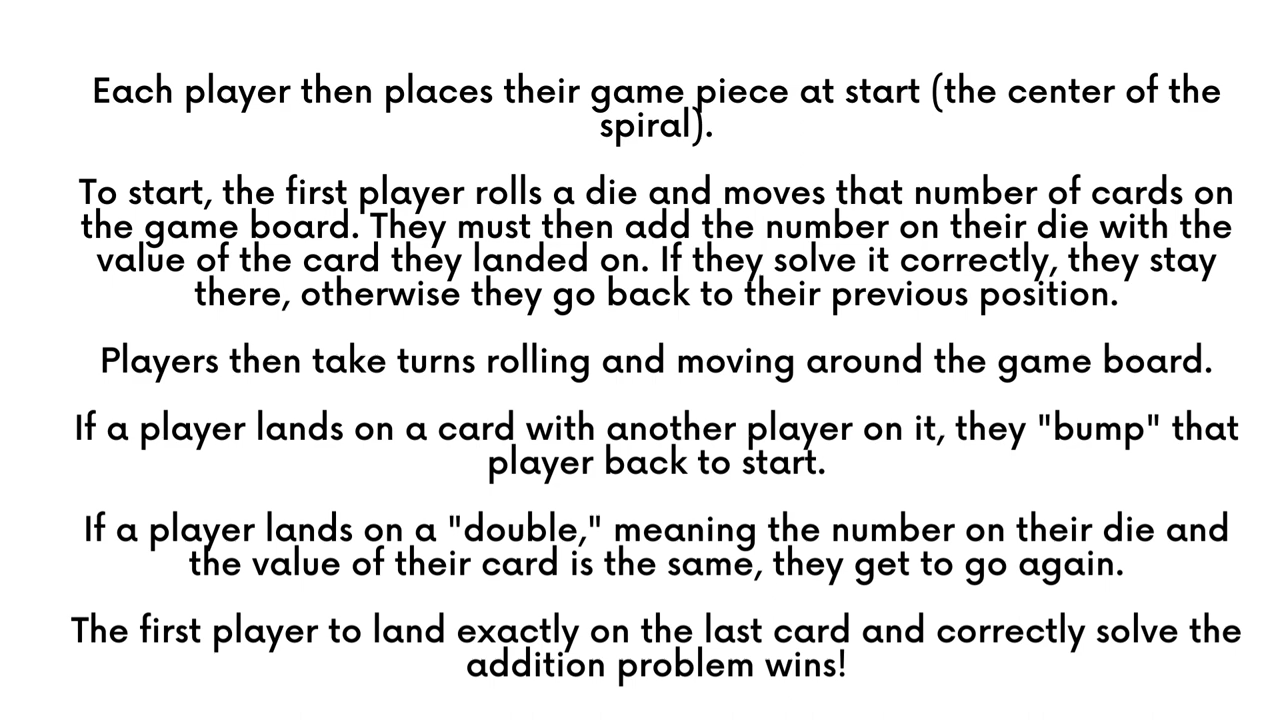 Each player then places their game piece at start (the center of the
spiral).
To start, the first player rolls a die and moves that number of cards on
the game board. They must then add the number on their die with the
value of the card they landed on. If they solve it correctly, they stay
there, otherwise they go back to their previous position.
Players then take turns rolling and moving around the game board.
If a player lands on a card with another player on it, they "bump" that
player back to start.
If a player lands on a "double," meaning the number on their die and
the value of their card is the same, they get to go again.
The first player to land exactly on the last card and correctly solve the
addition problem wins!